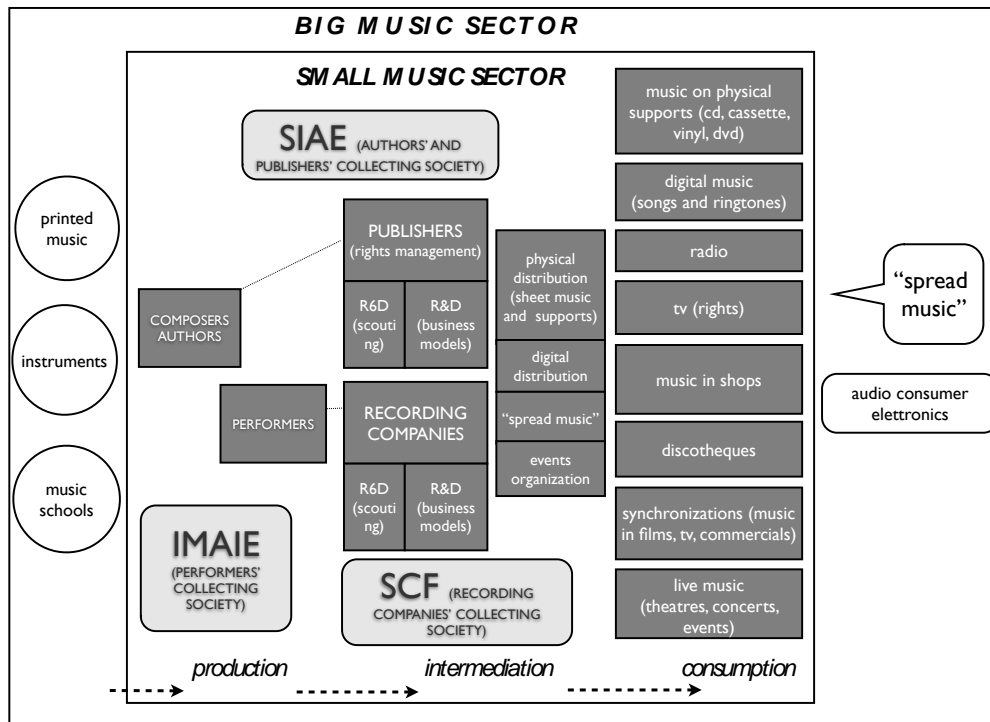 BIG MUSIC SECTOR
SMALL MUSIC SECTOR
SIAE (AUTHORS' AND
PUBLISHERS' COLLECTING SOCIETY)
printed
music
instruments
music
schools
COMPOSERS
AUTHORS
PERFORMERS
IMAIE
(PERFORMERS'
COLLECTING
SOCIETY)
PUBLISHERS
(rights management)
R6D
(scouti
ng)
R&D
(business
models)
RECORDING
COMPANIES
R6D
(scouti
ng)
R&D
(business
models)
SCF (RECORDING
COMPANIES' COLLECTING
SOCIETY)
physical
distribution
(sheet music
and supports)
digital
distribution
“spread music”
events
organization
music on physical
supports (cd, cassette,
vinyl, dvd)
digital music
(songs and ringtones)
radio
tv (rights)
music in shops
discotheques
synchronizations (music
in films, tv, commercials)
live music
(theatres, concerts,
events)
“spread
music”
audio consumer
elettronics
production
intermediation
consumption